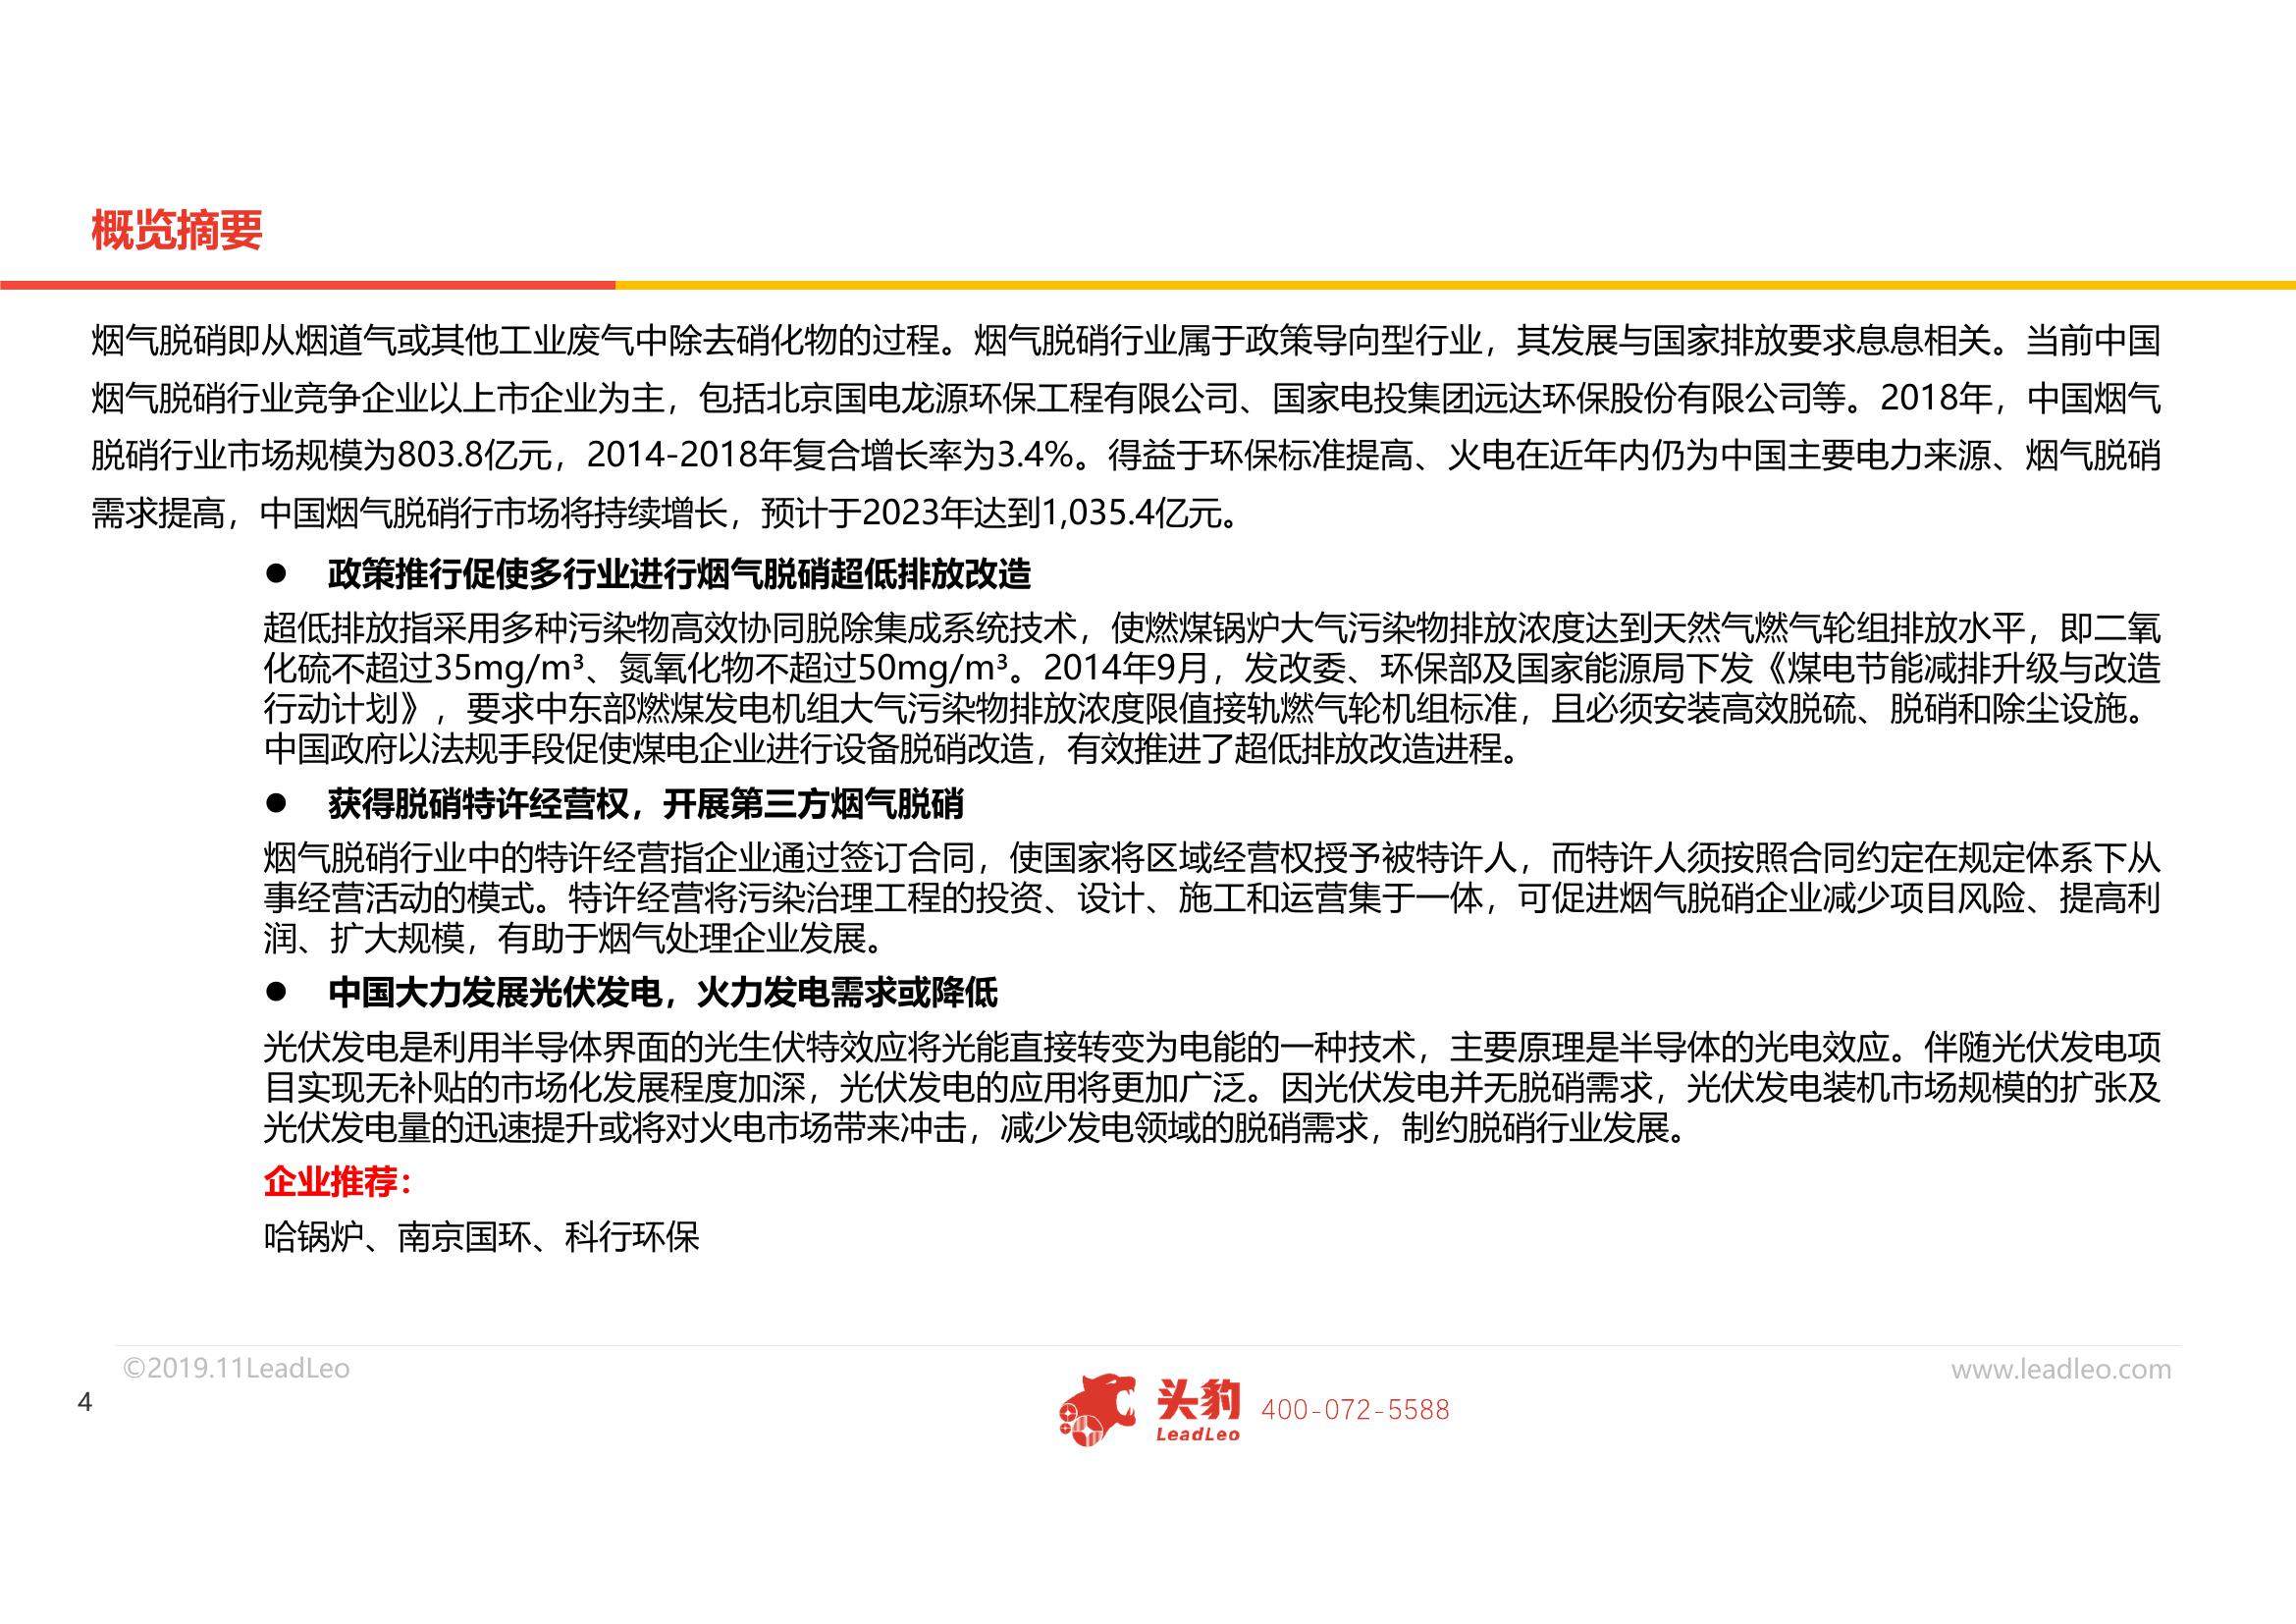 概览摘要
烟气脱硝即从烟道气或其他工业废气中除去硝化物的过程。烟气脱硝行业属于政策导向型行业，其发展与国家排放要求息息相关。当前中国
烟气脱硝行业竞争企业以上市企业为主，包括北京国电龙源环保工程有限公司、国家电投集团远达环保股份有限公司等。2018年，中国烟气
脱硝行业市场规模为803.8亿元，2014-2018年复合增长率为3.4%。得益于环保标准提高、火电在近年内仍为中国主要电力来源、烟气脱硝
需求提高，中国烟气脱硝行市场将持续增长，预计于2023年达到1,035.4亿元。
● 政策推行促使多行业进行烟气脱硝超低排放改造
超低排放指采用多种污染物高效协同脱除集成系统技术，使燃煤锅炉大气污染物排放浓度达到天然气燃气轮组排放水平，即二氧
化硫不超过35mg/m³、氮氧化物不超过50mg/m³。2014年9月，发改委、环保部及国家能源局下发《煤电节能减排升级与改造
行动计划》，要求中东部燃煤发电机组大气污染物排放浓度限值接轨燃气轮机组标准，且必须安装高效脱硫、脱硝和除尘设施。
中国政府以法规手段促使煤电企业进行设备脱硝改造，有效推进了超低排放改造进程。
● 获得脱硝特许经营权，开展第三方烟气脱硝
烟气脱硝行业中的特许经营指企业通过签订合同，使国家将区域经营权授予被特许人，而特许人须按照合同约定在规定体系下从
事经营活动的模式。特许经营将污染治理工程的投资、设计、施工和运营集于一体，可促进烟气脱硝企业减少项目风险、提高利
润、扩大规模，有助于烟气处理企业发展。
● 中国大力发展光伏发电，火力发电需求或降低
光伏发电是利用半导体界面的光生伏特效应将光能直接转变为电能的一种技术，主要原理是半导体的光电效应。伴随光伏发电项
目实现无补贴的市场化发展程度加深，光伏发电的应用将更加广泛。因光伏发电并无脱硝需求，光伏发电装机市场规模的扩张及
光伏发电量的迅速提升或将对火电市场带来冲击，减少发电领域的脱硝需求，制约脱硝行业发展。
企业推荐：
哈锅炉、南京国环、科行环保
©2019.11LeadLeo
www.leadleo.com
4
头豹
LeadLeo
400-072-5588